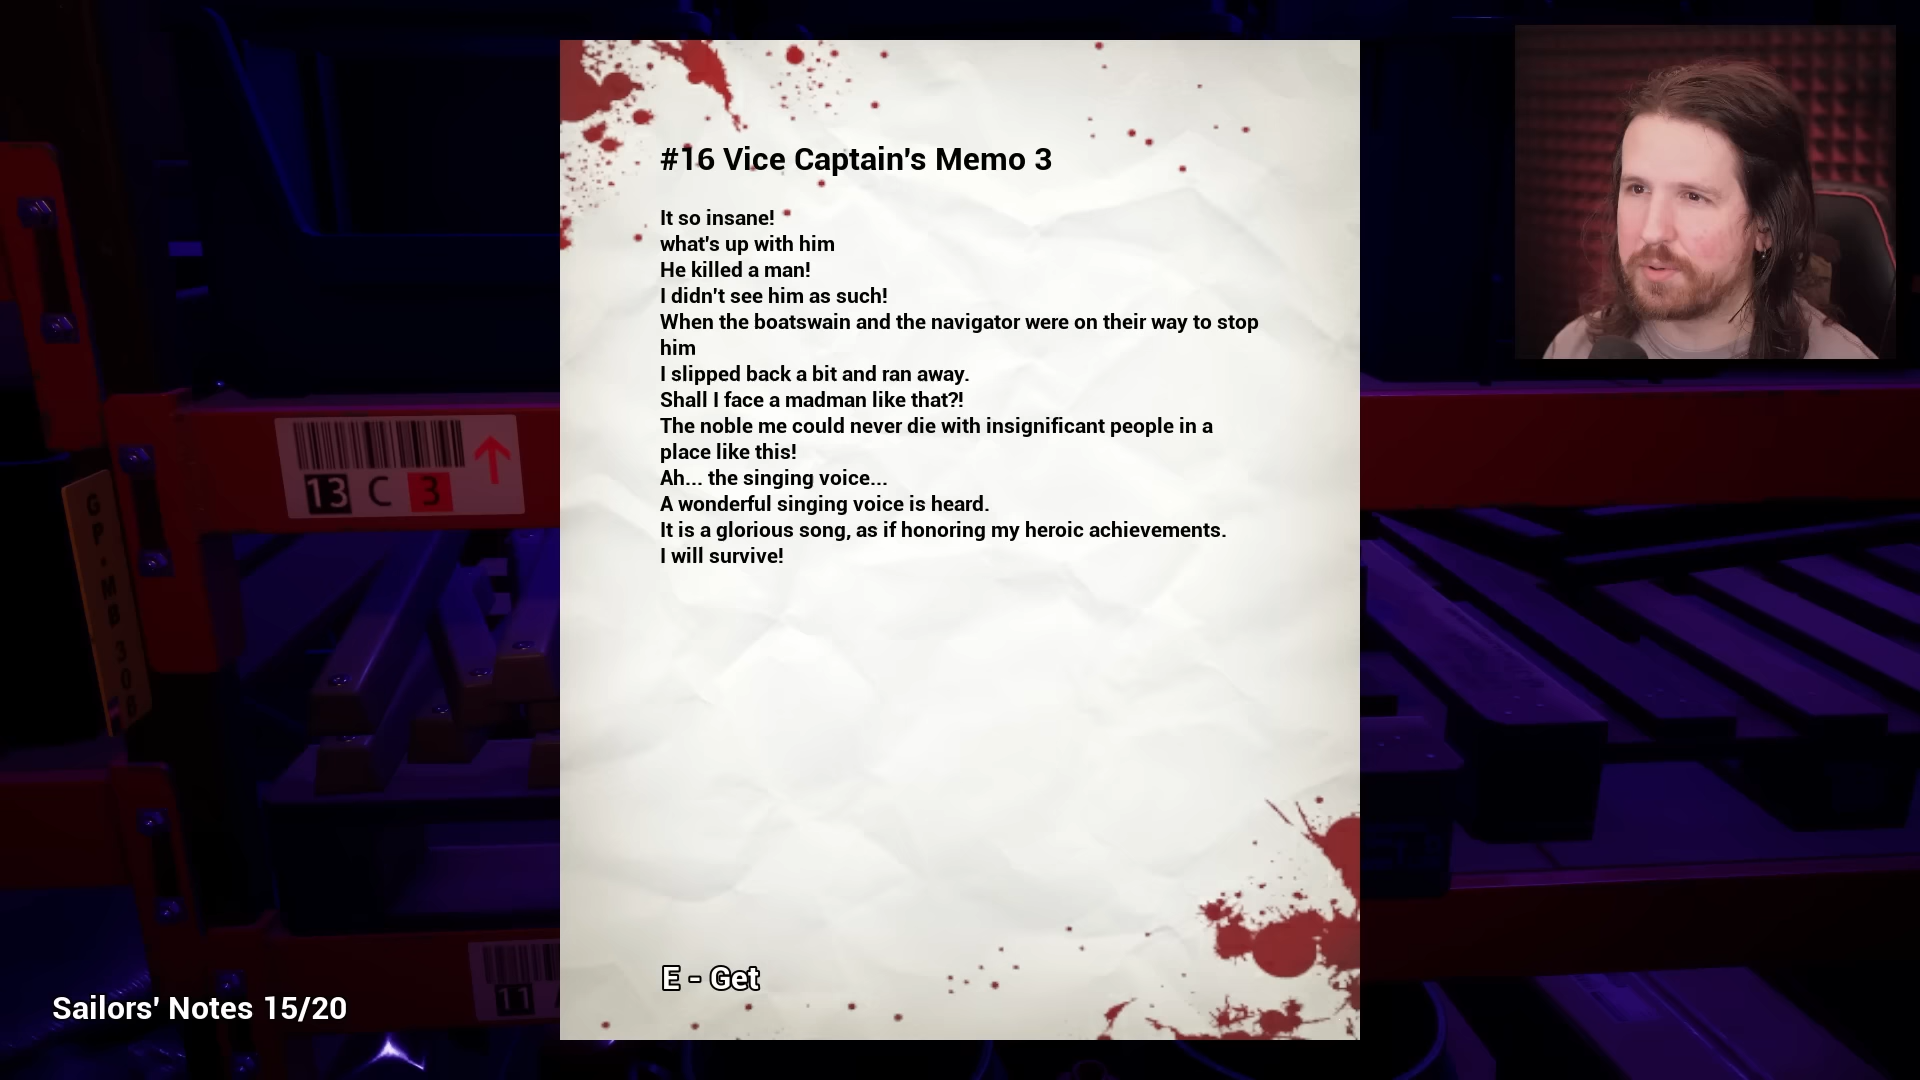 #16 Vice Captain's Memo 3
It so insane!
what's up with him
He killed a man!
I didn't see him as such!
When the boatswain and the navigator were on their way to stop
him
I slipped back a bit and ran away.
Shall I face a madman like that?!
The noble me could never die with insignificant people in a
place like this!
Ah... the singing voice...
A wonderful singing voice is heard.
It is a glorious song, as if honoring my heroic achievements.
I will survive!
E - Get
Sailors' Notes 15/20
13 C 3
GP-MB 308
11